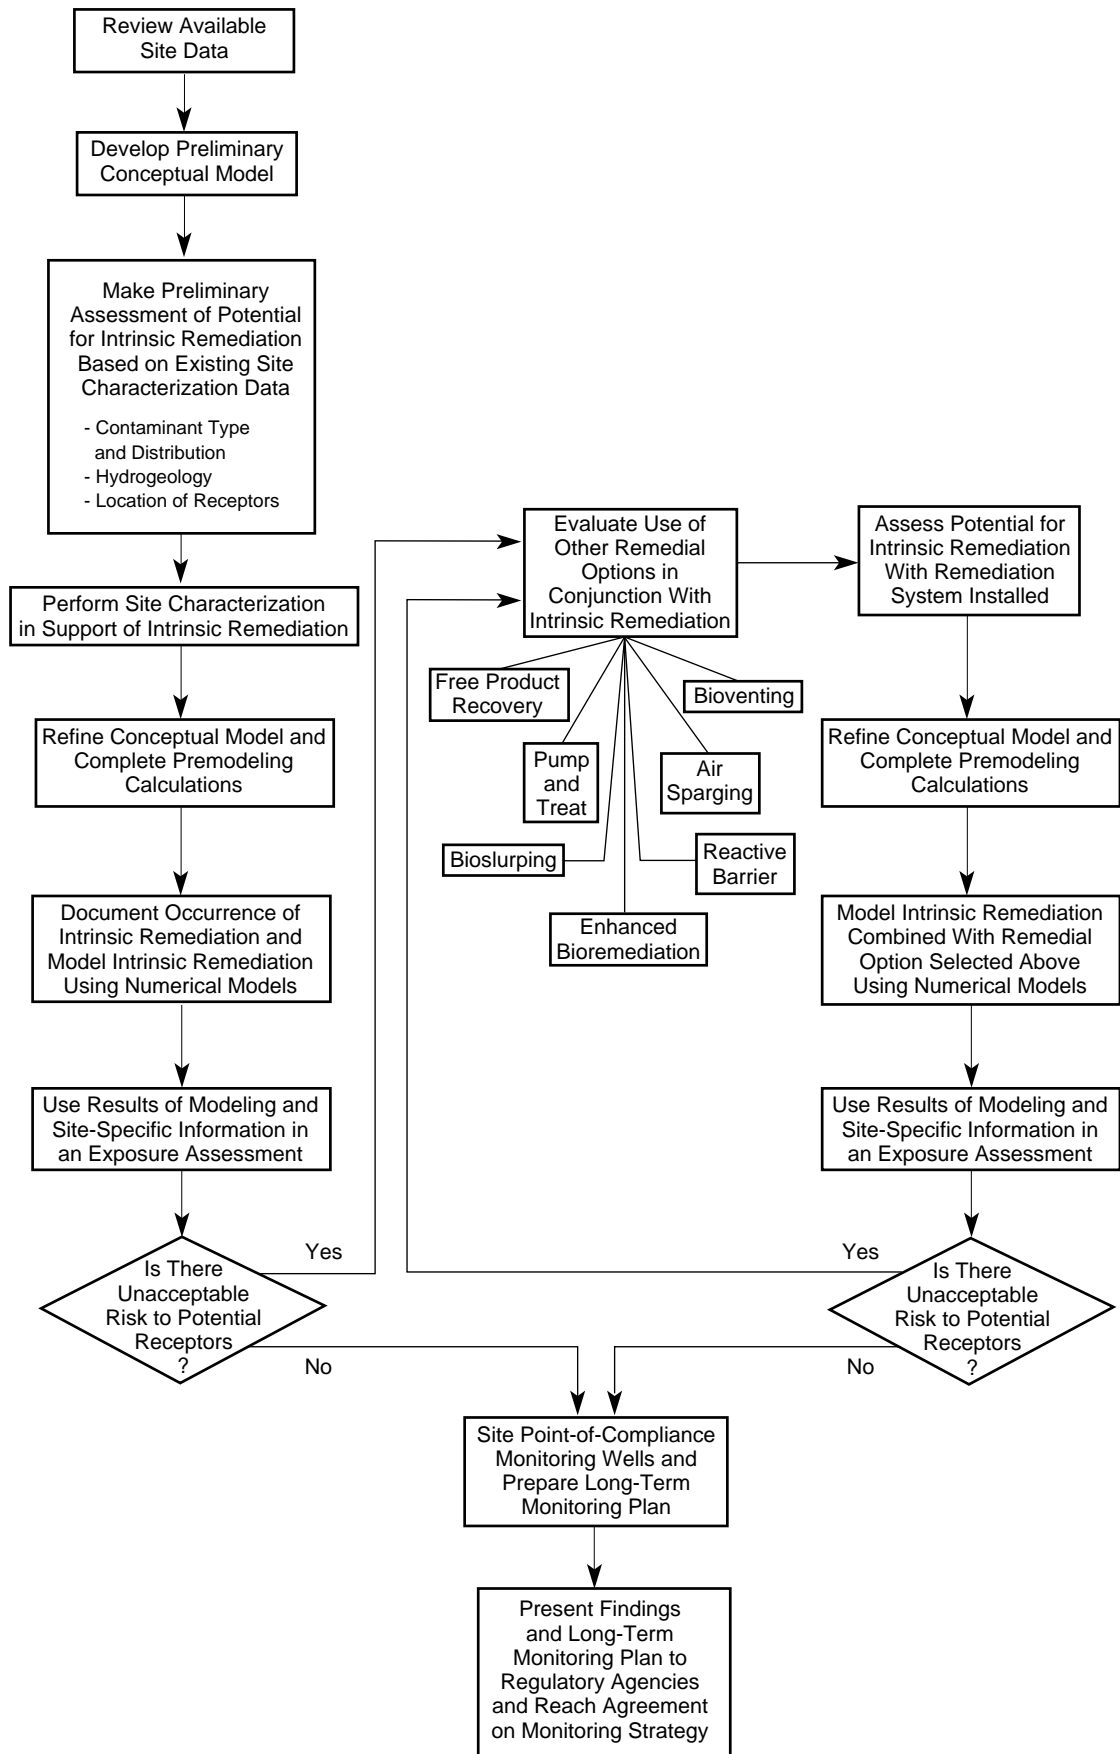 Review Available
Site Data
Develop Preliminary
Conceptual Model
Make Preliminary
Assessment of Potential
for Intrinsic Remediation
Based on Existing Site
Characterization Data
- Contaminant Type
and Distribution
- Hydrogeology
- Location of Receptors
Perform Site Characterization
in Support of Intrinsic Remediation
Refine Conceptual Model and
Complete Premodeling
Calculations
Document Occurrence of
Intrinsic Remediation and
Model Intrinsic Remediation
Using Numerical Models
Use Results of Modeling and
Site-Specific Information in
an Exposure Assessment
Is There
Unacceptable
Risk to Potential
Receptors
?
Yes
No
Evaluate Use of
Other Remedial
Options in
Conjunction With
Intrinsic Remediation
Free Product
Recovery
Bioventing
Pump
and
Treat
Air
Sparging
Bioslurping
Reactive
Barrier
Enhanced
Bioremediation
Assess Potential for
Intrinsic Remediation
With Remediation
System Installed
Refine Conceptual Model and
Complete Premodeling
Calculations
Model Intrinsic Remediation
Combined With Remedial
Option Selected Above
Using Numerical Models
Use Results of Modeling and
Site-Specific Information in
an Exposure Assessment
Is There
Unacceptable
Risk to Potential
Receptors
?
Yes
No
Site Point-of-Compliance
Monitoring Wells and
Prepare Long-Term
Monitoring Plan
Present Findings
and Long-Term
Monitoring Plan to
Regulatory Agencies
and Reach Agreement
on Monitoring Strategy